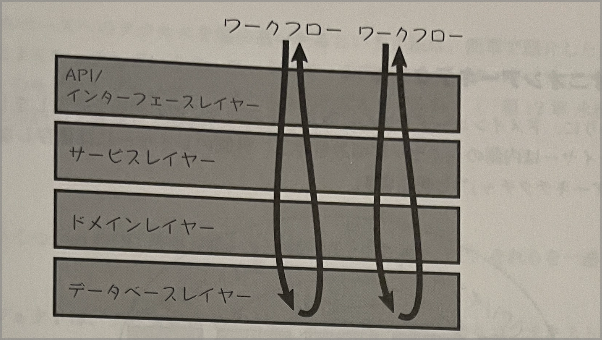 ワークフロー ワークフロー
API/
インターフェースレイヤー
サービスレイヤー
ドメインレイヤー
データベースレイヤー